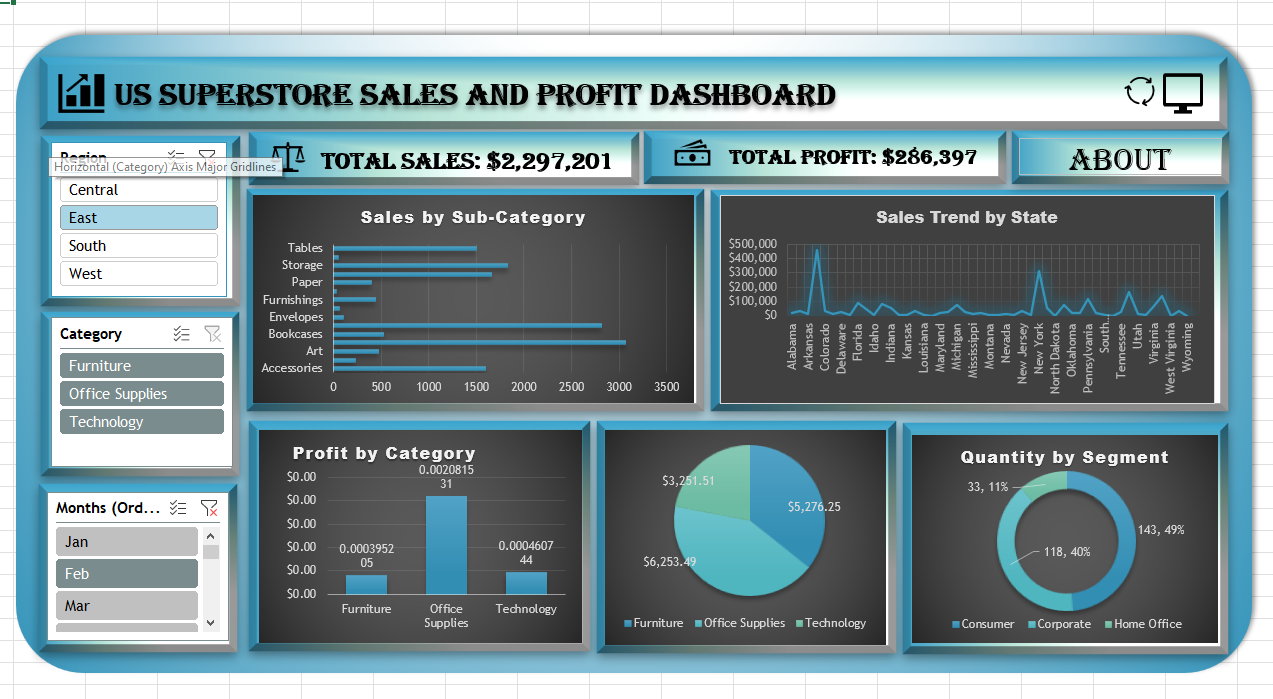 US SUPERSTORE SALES AND PROFIT DASHBOARD
Region
Horizontal (Category) Axis Major Gridlines
Central
East
South
West
TOTAL SALES: $2,297,201
TOTAL PROFIT: $286,397
ABOUT
Category
Furniture
Office Supplies
Technology
Months (Ord...
Jan
Feb
Mar
Sales by Sub-Category
Tables
Storage
Paper
Furnishings
Envelopes
Bookcases
Art
Accessories
0 500 1000 1500 2000 2500 3000 3500
Sales Trend by State
$500,000
$400,000
$300,000
$200,000
$100,000
$0
Alabama
Arkansas
Colorado
Delaware
Florida
Idaho
Indiana
Kansas
Louisiana
Maryland
Michigan
Mississippi
Montana
Nevada
New Jersey
New York
North Dakota
Oklahoma
Pennsylvania
South...
Tennessee
Utah
Virginia
West Virginia
Wyoming
Profit by Category
$0.00
$0.00
$0.00
$0.00
$0.00
$0.00
0.0003952
05
0.0020815
31
0.0004607
44
Furniture
Office
Supplies
Technology
$3,251.51
$5,276.25
$6,253.49
Furniture Office Supplies Technology
Quantity by Segment
33, 11%
143, 49%
118, 40%
Consumer Corporate Home Office